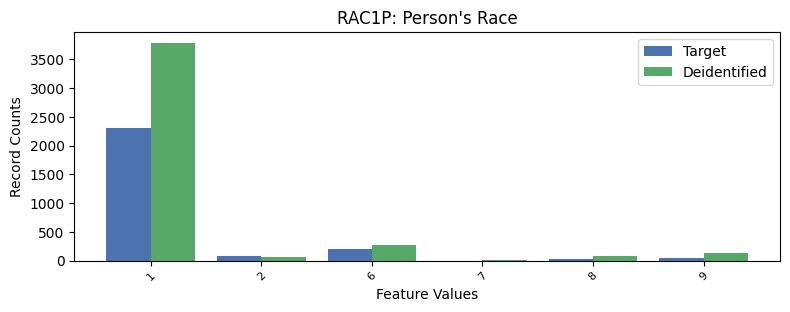 RAC1P: Person's Race
Record Counts
3500
3000
2500
2000
1500
1000
500
0
Target
Deidentified
1 2 6 7 8 9
Feature Values